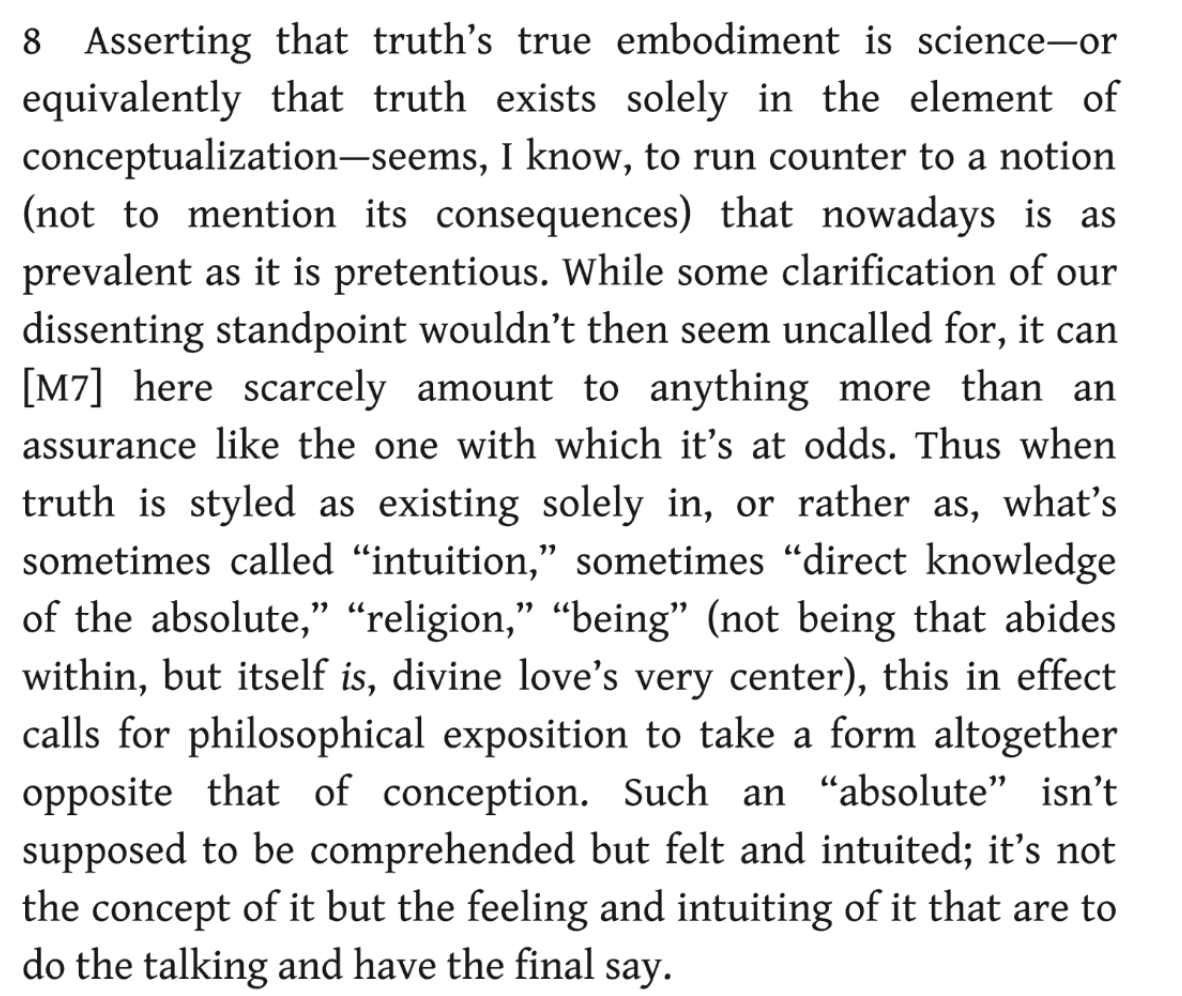 8 Asserting that truth’s true embodiment is science—or
equivalently that truth exists solely in the element of
conceptualization—seems, I know, to run counter to a notion
(not to mention its consequences) that nowadays is as
prevalent as it is pretentious. While some clarification of our
dissenting standpoint wouldn’t then seem uncalled for, it can
[M7] here scarcely amount to anything more than an
assurance like the one with which it’s at odds. Thus when
truth is styled as existing solely in, or rather as, what’s
sometimes called “intuition,” sometimes “direct knowledge
of the absolute,” “religion,” “being” (not being that abides
within, but itself is, divine love’s very center), this in effect
calls for philosophical exposition to take a form altogether
opposite that of conception. Such an “absolute” isn’t
supposed to be comprehended but felt and intuited; it’s not
the concept of it but the feeling and intuiting of it that are to
do the talking and have the final say.